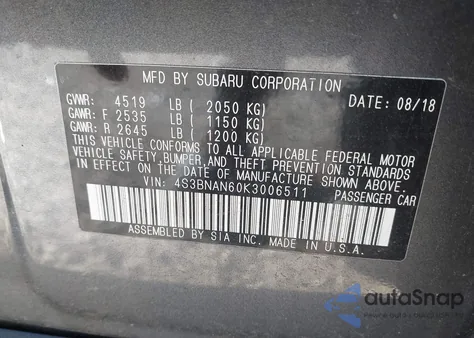 MFD BY SUBARU CORPORATION
DATE: 08/18
GVWR: 4519 LB ( 2050 KG)
GAWR: F 2535 LB ( 1150 KG)
GAWR: R 2645 LB ( 1200 KG)
THIS VEHICLE CONFORMS TO ALL APPLICABLE FEDERAL MOTOR
VEHICLE SAFETY, BUMPER, AND THEFT PREVENTION STANDARDS
IN EFFECT ON THE DATE OF MANUFACTURE SHOWN ABOVE.
VIN: 4S3BNAN60K3006511
PASSENGER CAR
ASSEMBLED BY SIA INC. MADE IN U.S.A.
autoSnap